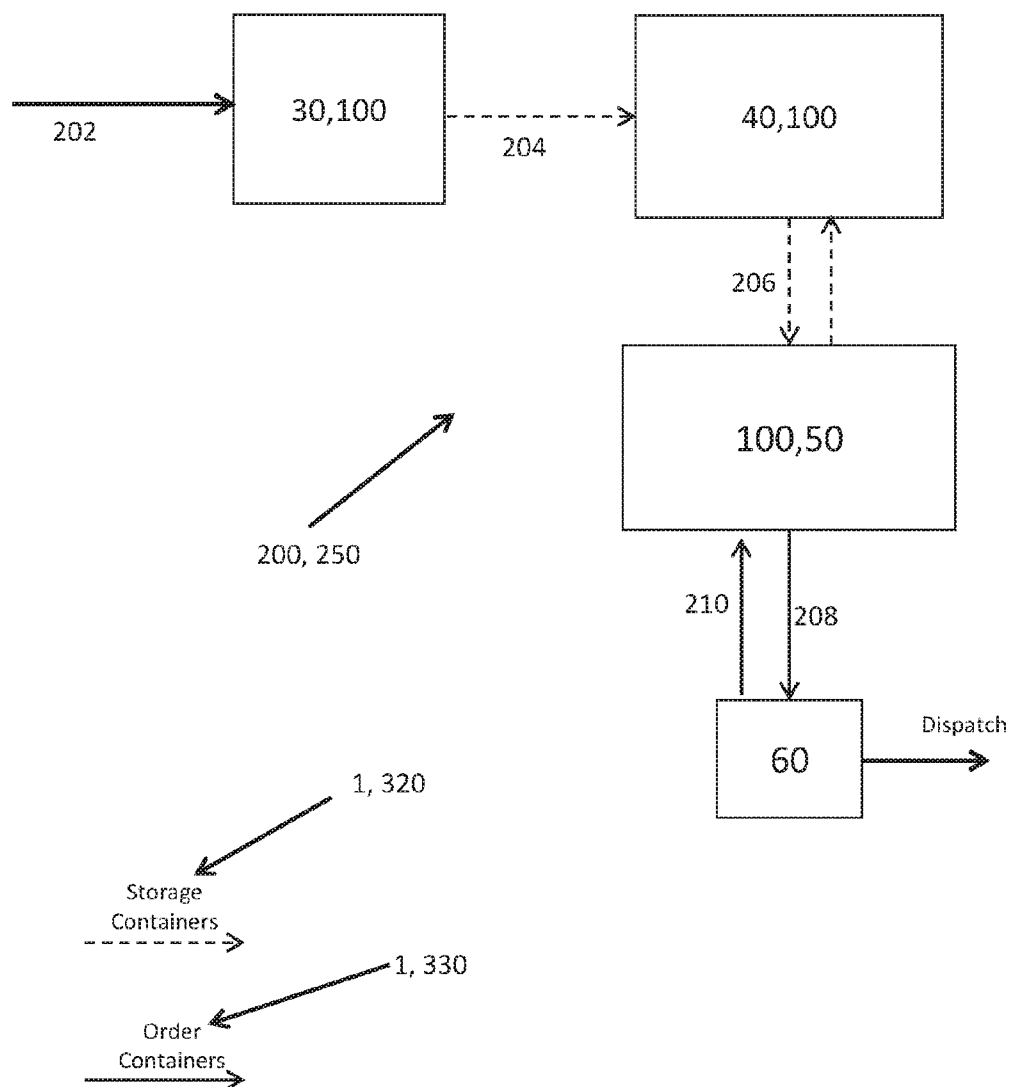 202
30,100
204
40,100
206
100,50
200, 250
210
208
60
Dispatch
1, 320
Storage
Containers
1, 330
Order
Containers